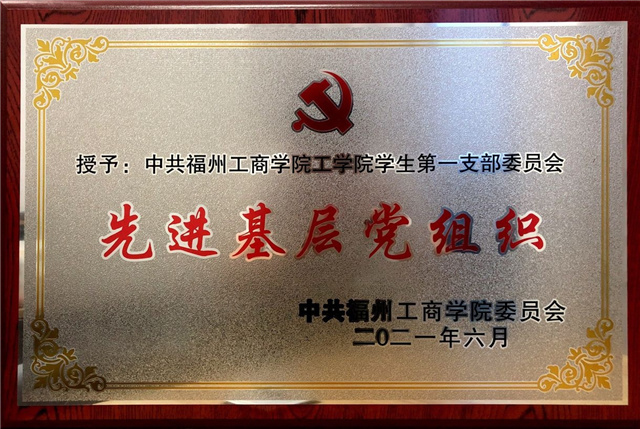 授予：中共福州工商学院工学院学生第一支部委员会
先进基层党组织
中共福州工商学院委员会
二〇二一年六月